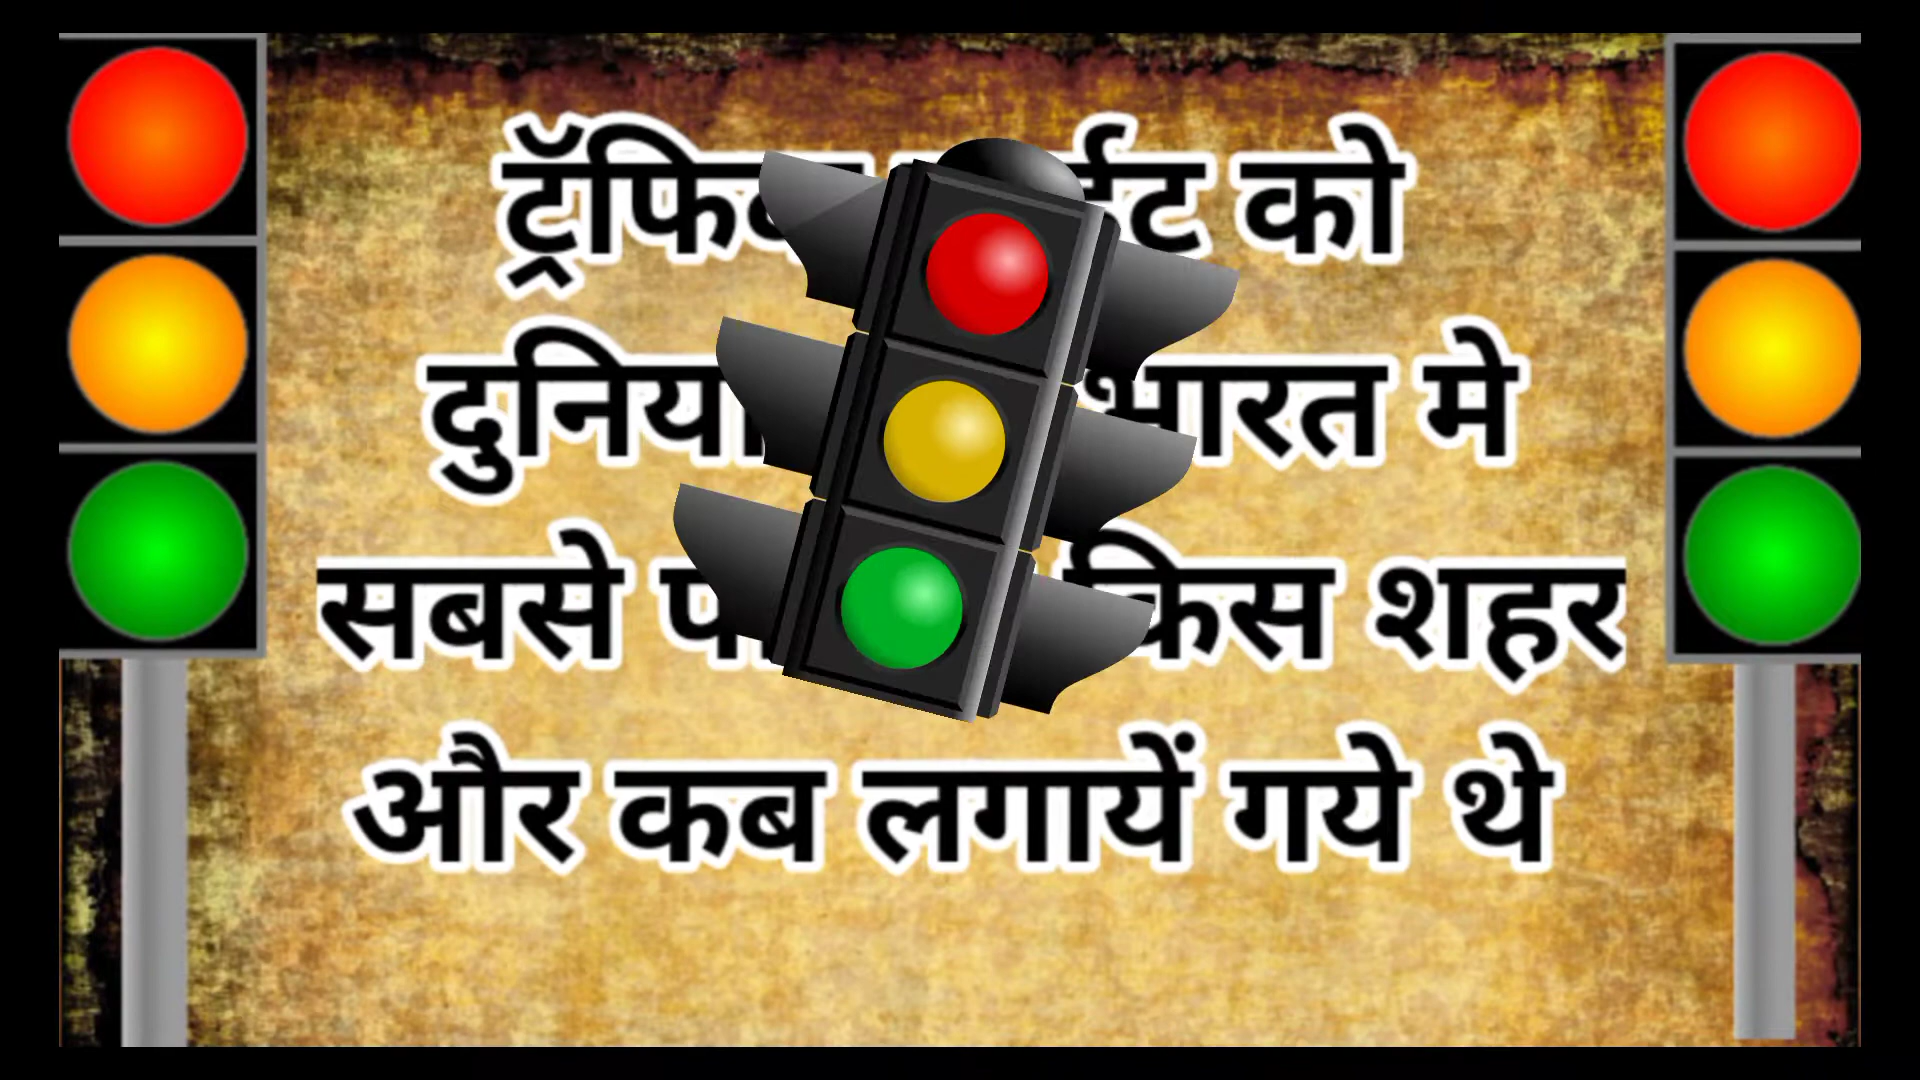 को
दुनिया भारत मे
सबसे किस शहर
और कब लगायें गये थे